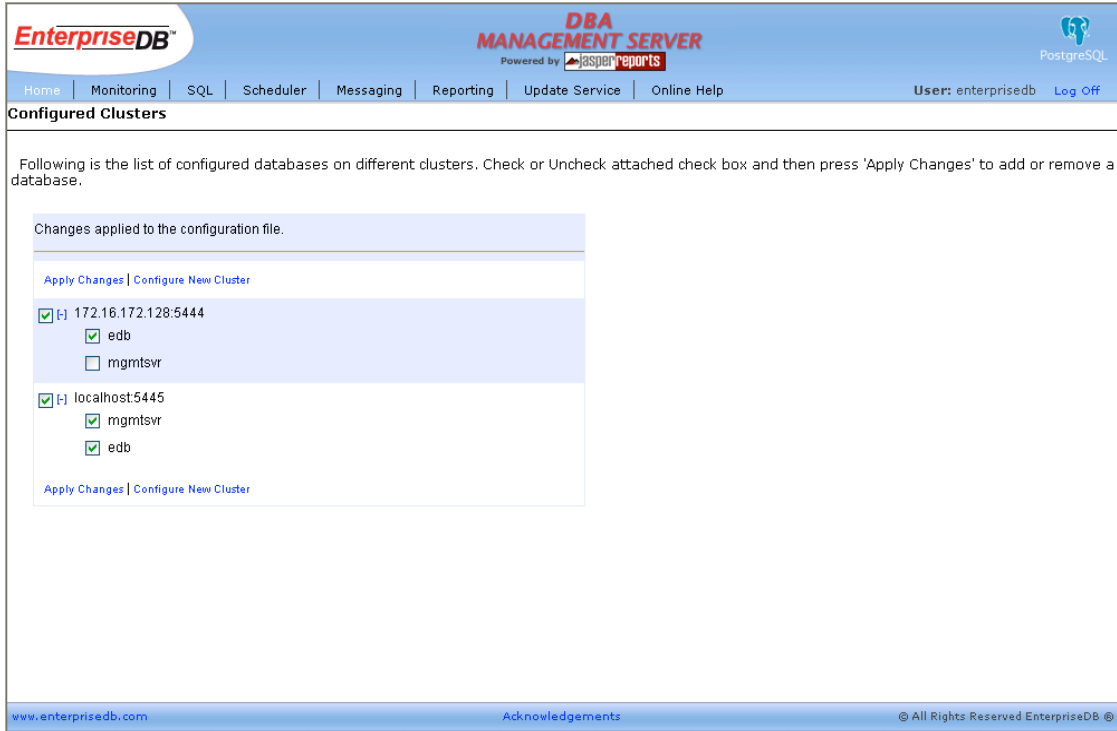 EnterpriseDB™
DBA
MANAGEMENT SERVER
Powered by jasperreports
PostgreSQL
Home | Monitoring | SQL | Scheduler | Messaging | Reporting | Update Service | Online Help User: enterprisedb Log Off
Configured Clusters
Following is the list of configured databases on different clusters. Check or Uncheck attached check box and then press 'Apply Changes' to add or remove a
database.
Changes applied to the configuration file.
Apply Changes | Configure New Cluster
[-] 172.16.172.128:5444
edb
mgmtsvr
[-] localhost:5445
mgmtsvr
edb
Apply Changes | Configure New Cluster
www.enterprisedb.com Acknowledgements © All Rights Reserved EnterpriseDB ®